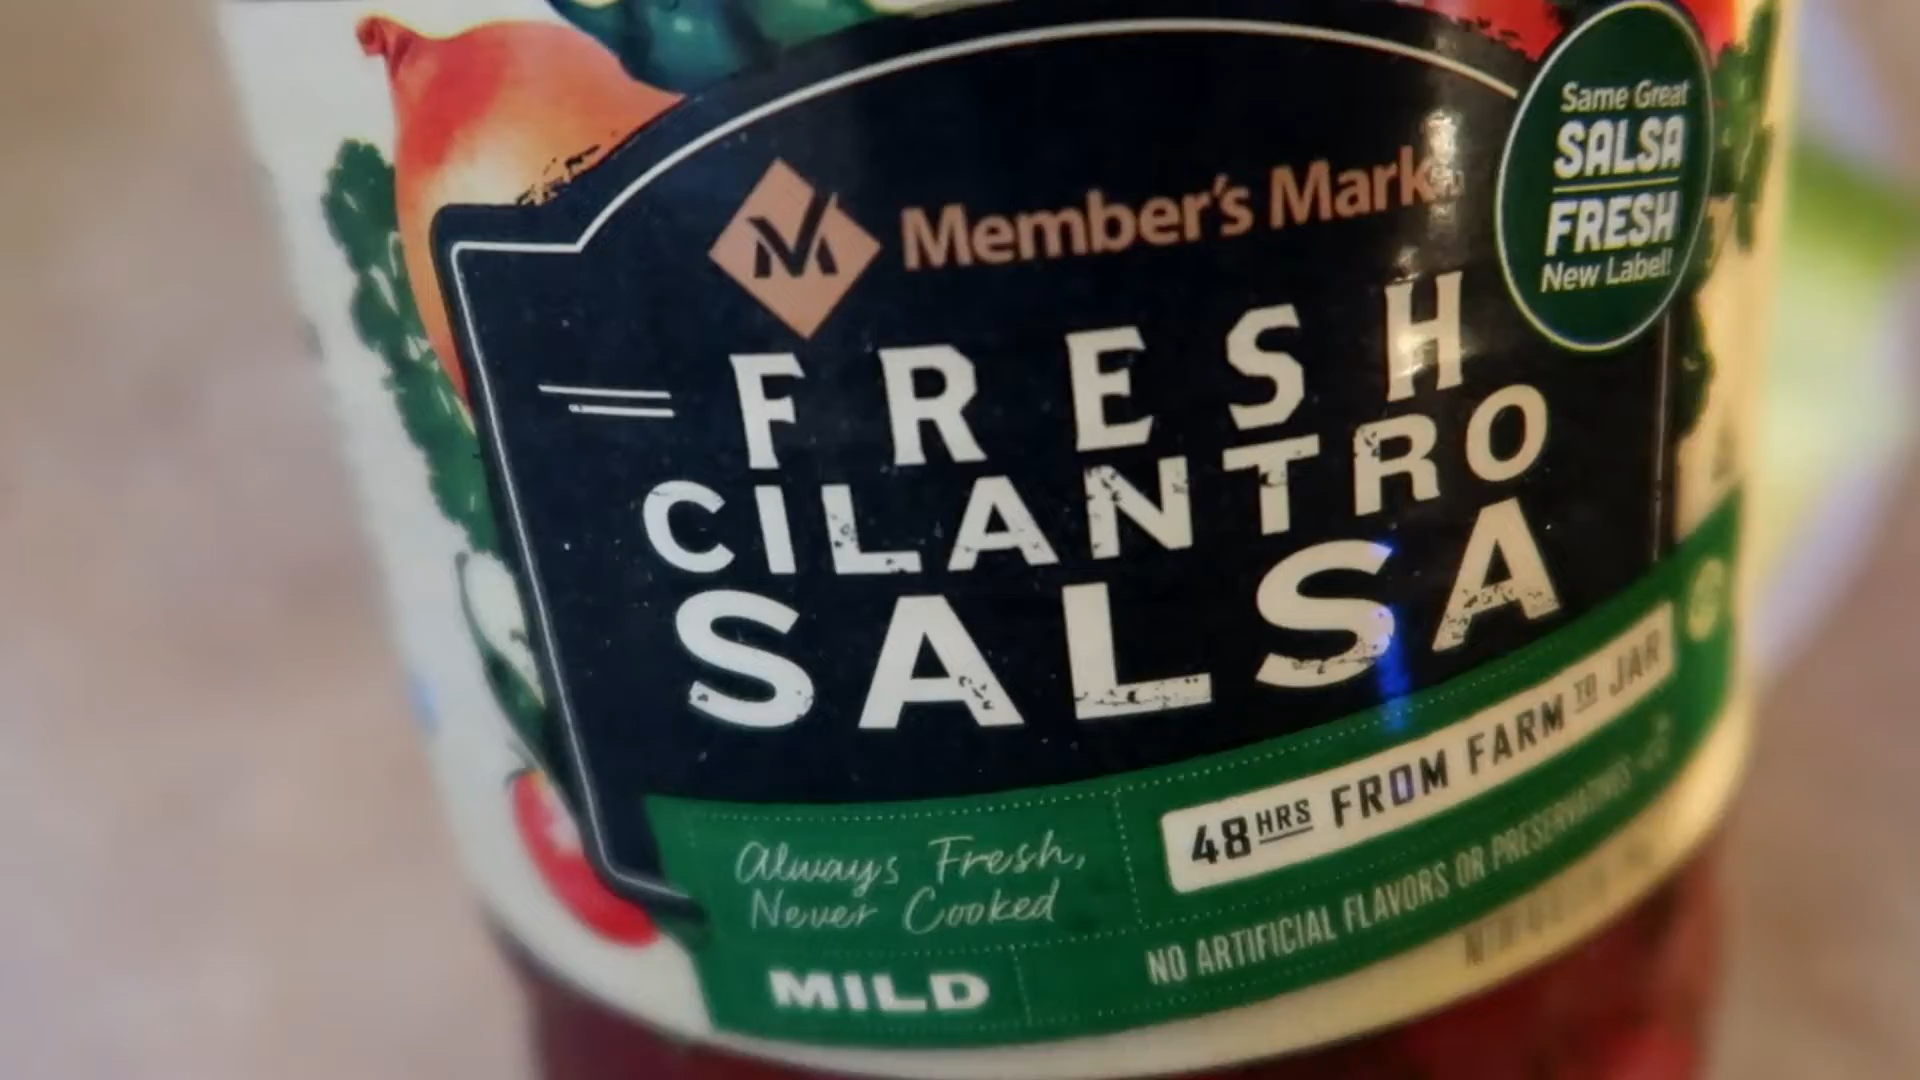 Member's Mark
Same Great
SALSA
FRESH
New Label!
FRESH
CILANTRO
SALSA
48 HRS FROM FARM TO JAR
Always Fresh,
Never Cooked
NO ARTIFICIAL FLAVORS OR PRESERVATIVES
MILD